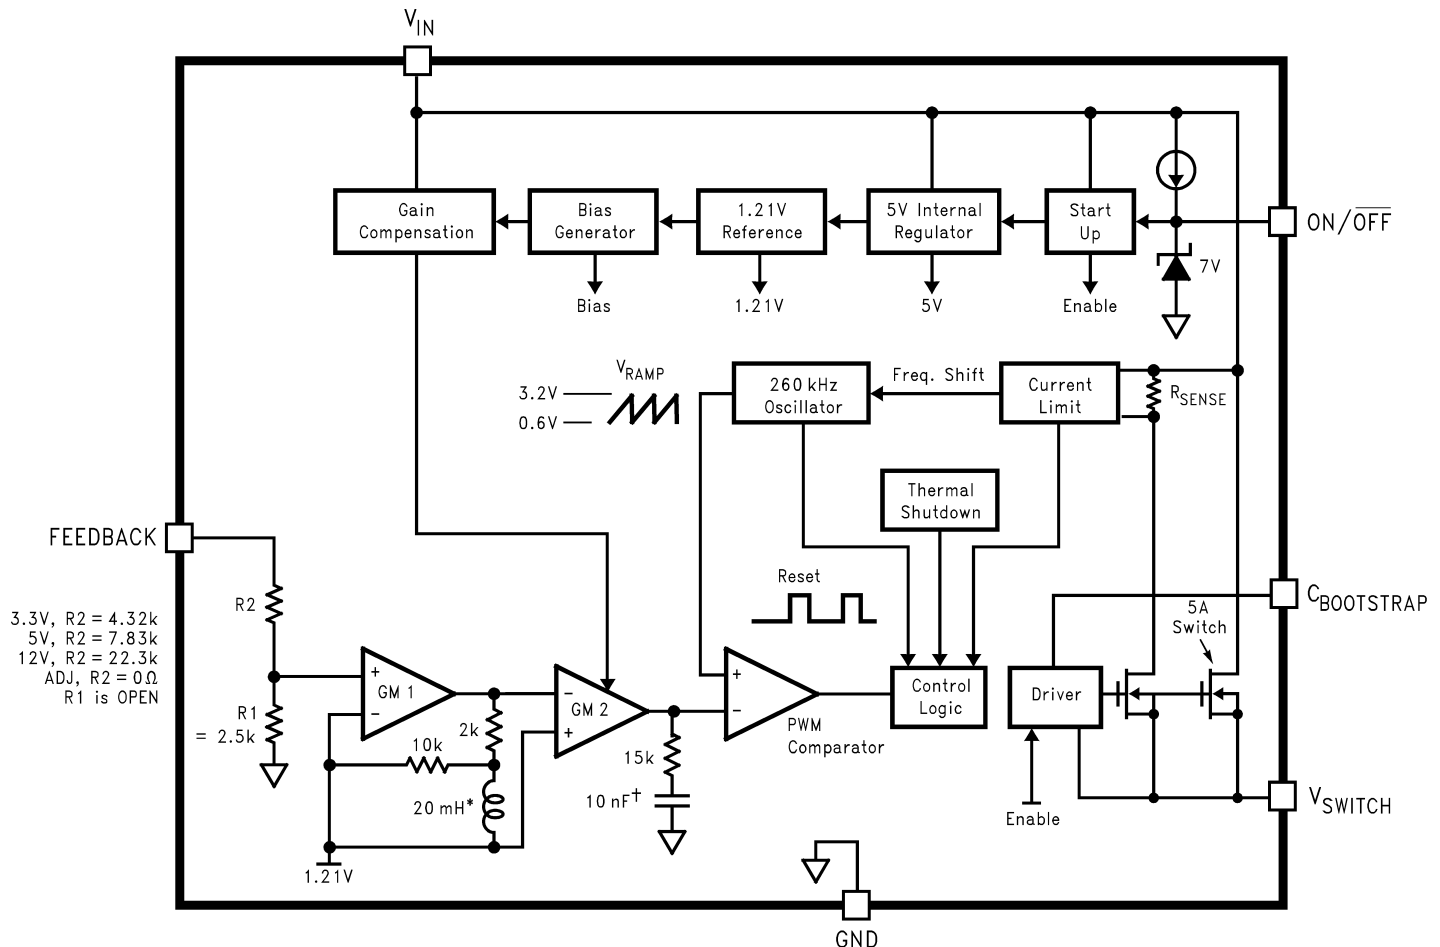 VIN
Gain
Compensation
Bias
Generator
1.21V
Reference
5V Internal
Regulator
Start
Up
ON/OFF
7V
Bias
1.21V
5V
Enable
VRAMP
3.2V
0.6V
260 kHz
Oscillator
Freq. Shift
Current
Limit
RSENSE
Thermal
Shutdown
FEEDBACK
Reset
R2
3.3V, R2 = 4.32k
5V, R2 = 7.83k
12V, R2 = 22.3k
ADJ, R2 = 0Ω
R1 is OPEN
R1
= 2.5k
5A
Switch
CBOOTSTRAP
+
GM 1
−
−
GM 2
+
+
−
PWM
Comparator
Control
Logic
Driver
2k
10k
20 mH*
15k
10 nF†
1.21V
Enable
VSWITCH
GND